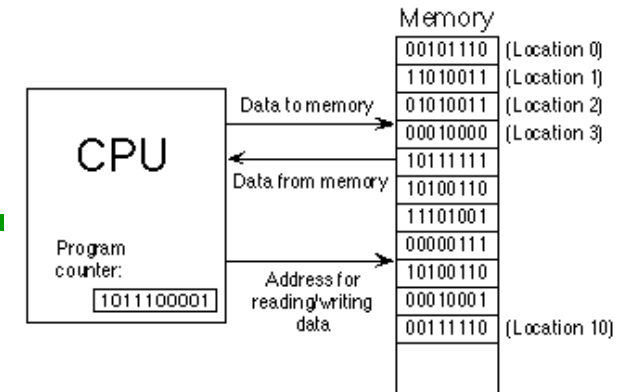 Memory
00101110 (Location 0)
11010011 (Location 1)
01010011 (Location 2)
00010000 (Location 3)
10111111
10100110
11101001
00000111
10100110
00010001
00111110 (Location 10)
CPU
Program
counter:
1011100001
Data to memory
Data from memory
Address for
reading/writing
data